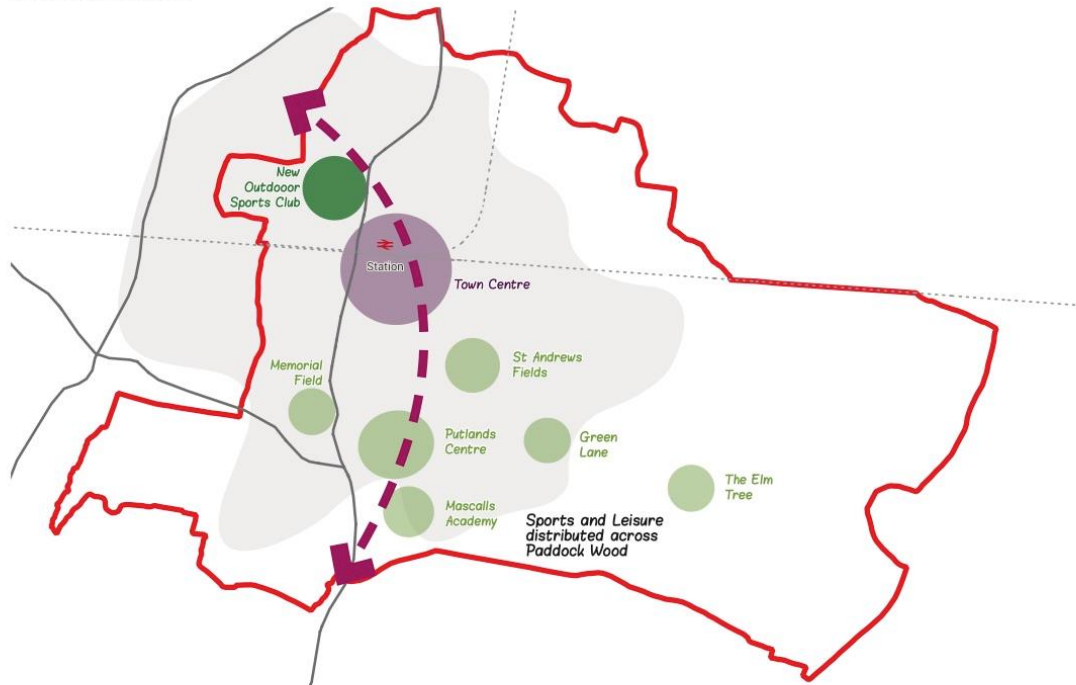 New
Outdooor
Sports Club
Station
Town Centre
Memorial
Field
St Andrews
Fields
Putlands
Centre
Green
Lane
Mascalls
Academy
The Elm
Tree
Sports and Leisure
distributed across
Paddock Wood